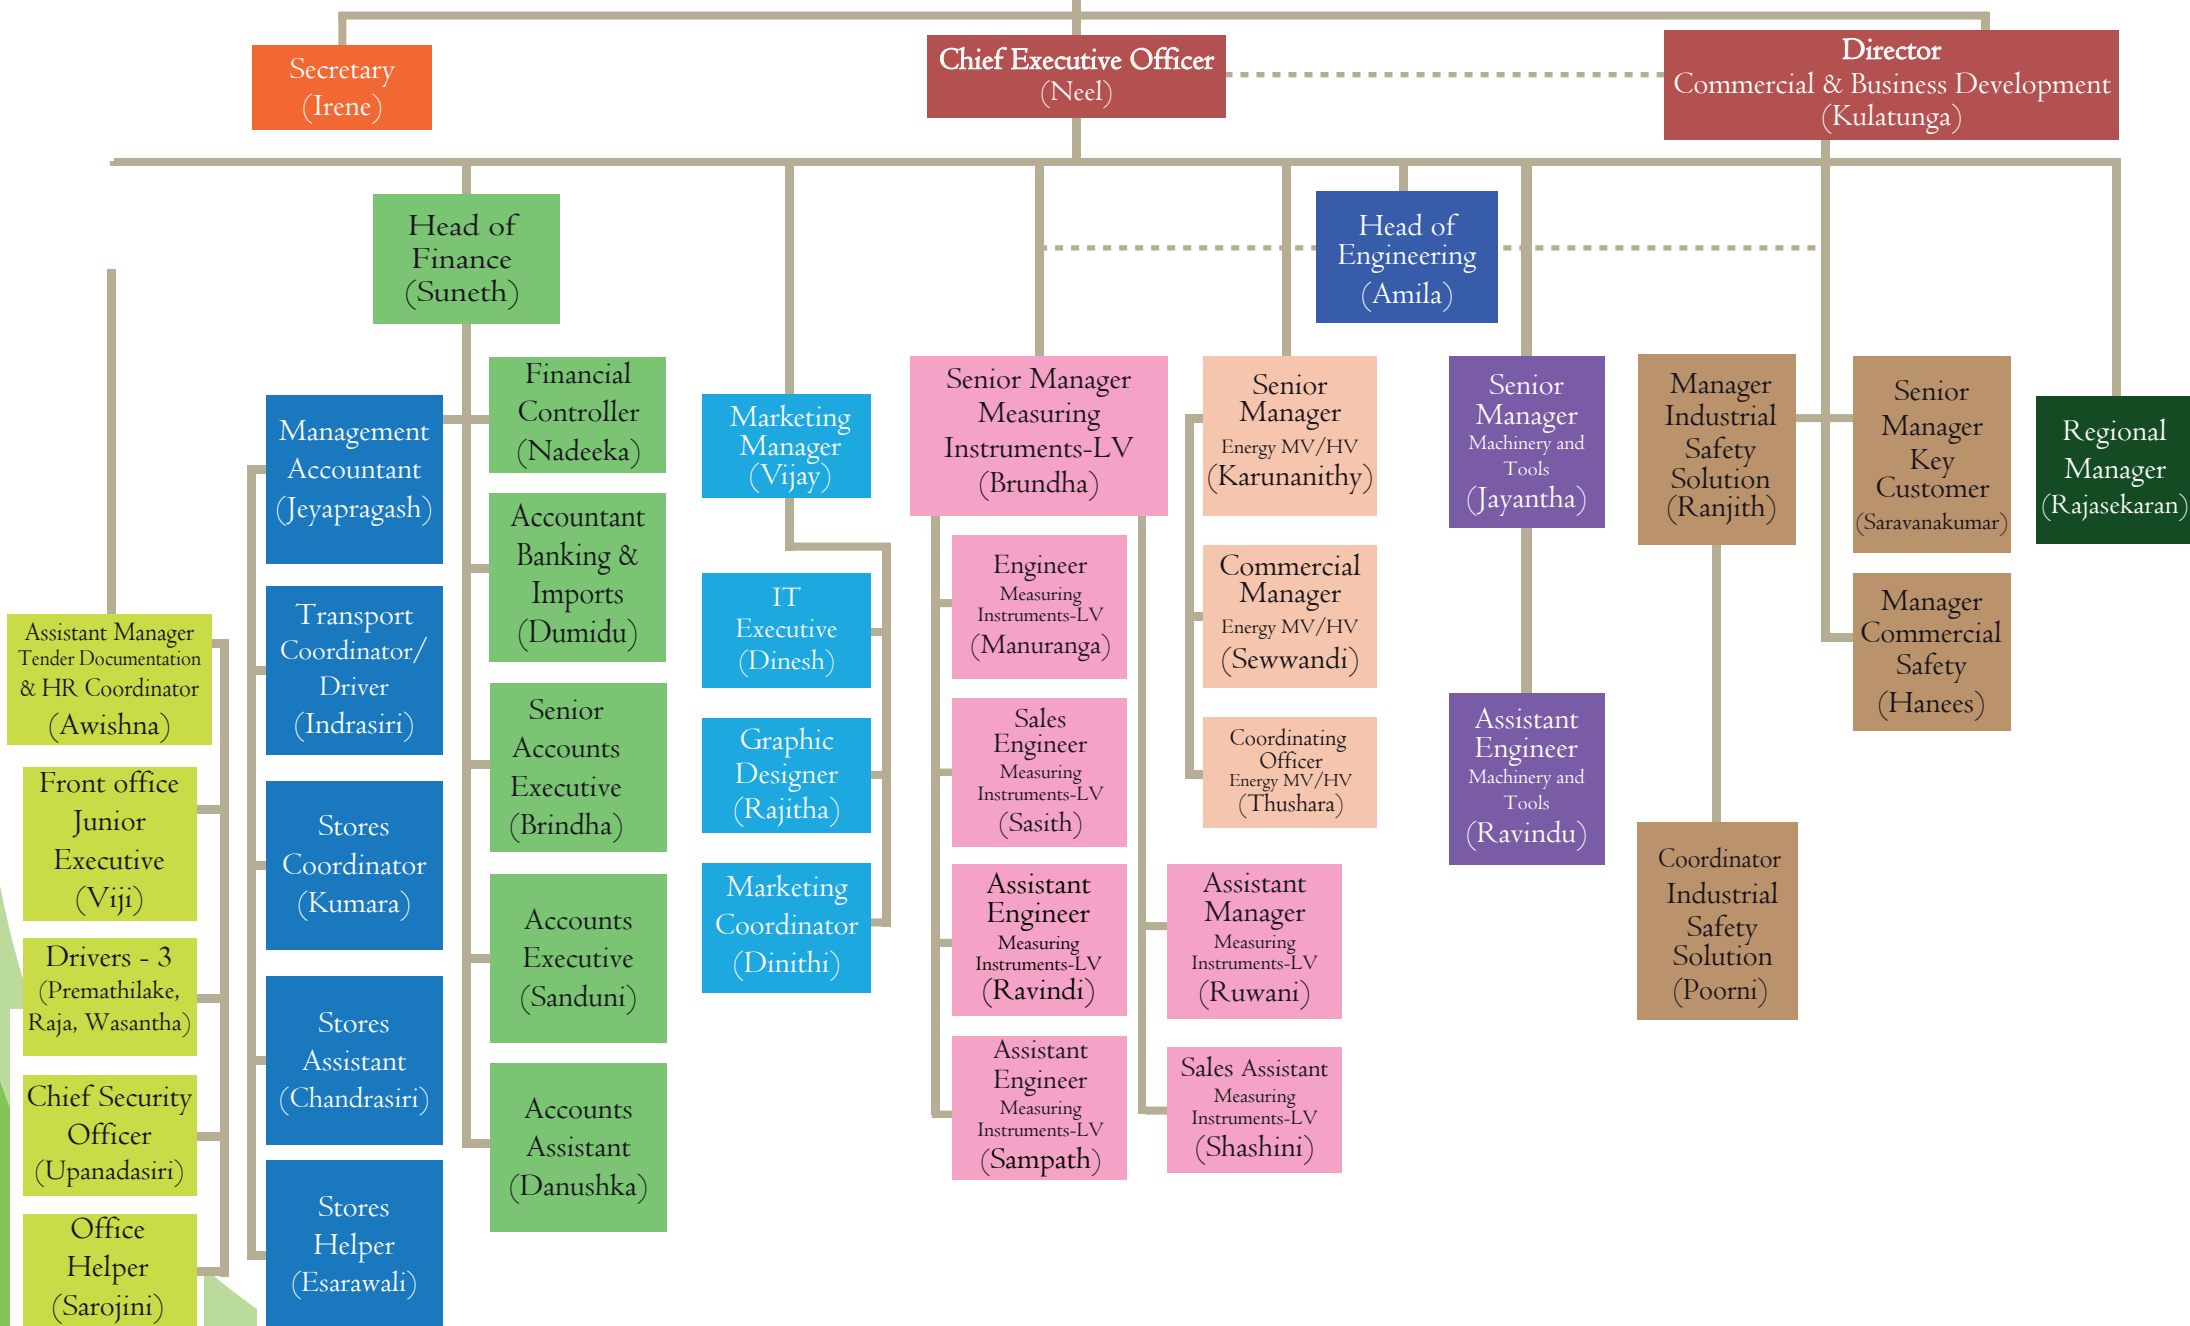 Secretary
(Irene)
Chief Executive Officer
(Neel)
Director
Commercial & Business Development
(Kulatunga)
Head of
Finance
(Suneth)
Head of
Engineering
(Amila)
Assistant Manager
Tender Documentation
& HR Coordinator
(Awishna)
Front office
Junior
Executive
(Viji)
Drivers - 3
(Premathilake,
Raja, Wasantha)
Chief Security
Officer
(Upanadasiri)
Office
Helper
(Sarojini)
Management
Accountant
(Jeyapragash)
Transport
Coordinator/
Driver
(Indrasiri)
Stores
Coordinator
(Kumara)
Stores
Assistant
(Chandrasiri)
Stores
Helper
(Esarawali)
Financial
Controller
(Nadeeka)
Accountant
Banking &
Imports
(Dumidu)
Senior
Accounts
Executive
(Brindha)
Accounts
Executive
(Sanduni)
Accounts
Assistant
(Danushka)
Marketing
Manager
(Vijay)
IT
Executive
(Dinesh)
Graphic
Designer
(Rajitha)
Marketing
Coordinator
(Dinithi)
Senior Manager
Measuring
Instruments-LV
(Brundha)
Engineer
Measuring
Instruments-LV
(Manuranga)
Sales
Engineer
Measuring
Instruments-LV
(Sasith)
Assistant
Engineer
Measuring
Instruments-LV
(Ravindi)
Assistant
Engineer
Measuring
Instruments-LV
(Sampath)
Assistant
Manager
Measuring
Instruments-LV
(Ruwani)
Sales Assistant
Measuring
Instruments-LV
(Shashini)
Senior
Manager
Energy MV/HV
(Karunanithy)
Commercial
Manager
Energy MV/HV
(Sewwandi)
Coordinating
Officer
Energy MV/HV
(Thushara)
Senior
Manager
Machinery and
Tools
(Jayantha)
Assistant
Engineer
Machinery and
Tools
(Ravindu)
Manager
Industrial
Safety
Solution
(Ranjith)
Coordinator
Industrial
Safety
Solution
(Poorni)
Senior
Manager
Key
Customer
(Saravanakumar)
Manager
Commercial
Safety
(Hanees)
Regional
Manager
(Rajasekaran)